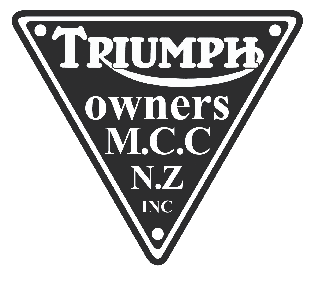 TRIUMPH
owners
M.C.C
N.Z
INC